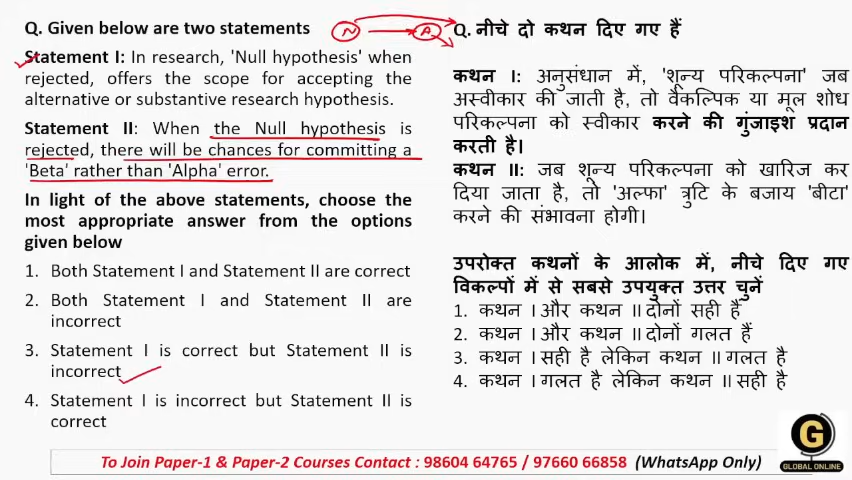 Q. Given below are two statements
Statement I: In research, 'Null hypothesis' when
rejected, offers the scope for accepting the
alternative or substantive research hypothesis.
Statement II: When the Null hypothesis is
rejected, there will be chances for committing a
'Beta' rather than 'Alpha' error.
In light of the above statements, choose the
most appropriate answer from the options
given below
1. Both Statement I and Statement II are correct
2. Both Statement I and Statement II are
incorrect
3. Statement I is correct but Statement II is
incorrect
4. Statement I is incorrect but Statement II is
correct
N A
Q. नीचे दो कथन दिए गए हैं
कथन I: अनुसंधान में, 'शून्य परिकल्पना' जब
अस्वीकार की जाती है, तो वैकल्पिक या मूल शोध
परिकल्पना को स्वीकार करने की गुंजाइश प्रदान
करती है।
कथन II: जब शून्य परिकल्पना को खारिज कर
दिया जाता है, तो 'अल्फा' त्रुटि के बजाय 'बीटा'
करने की संभावना होगी।
उपरोक्त कथनों के आलोक में, नीचे दिए गए
विकल्पों में से सबसे उपयुक्त उत्तर चुनें
1. कथन I और कथन II दोनों सही हैं
2. कथन I और कथन II दोनों गलत हैं
3. कथन I सही है लेकिन कथन II गलत है
4. कथन I गलत है लेकिन कथन II सही है
To Join Paper-1 & Paper-2 Courses Contact : 98604 64765 / 97660 66858 (WhatsApp Only)
G
GLOBAL ONLINE